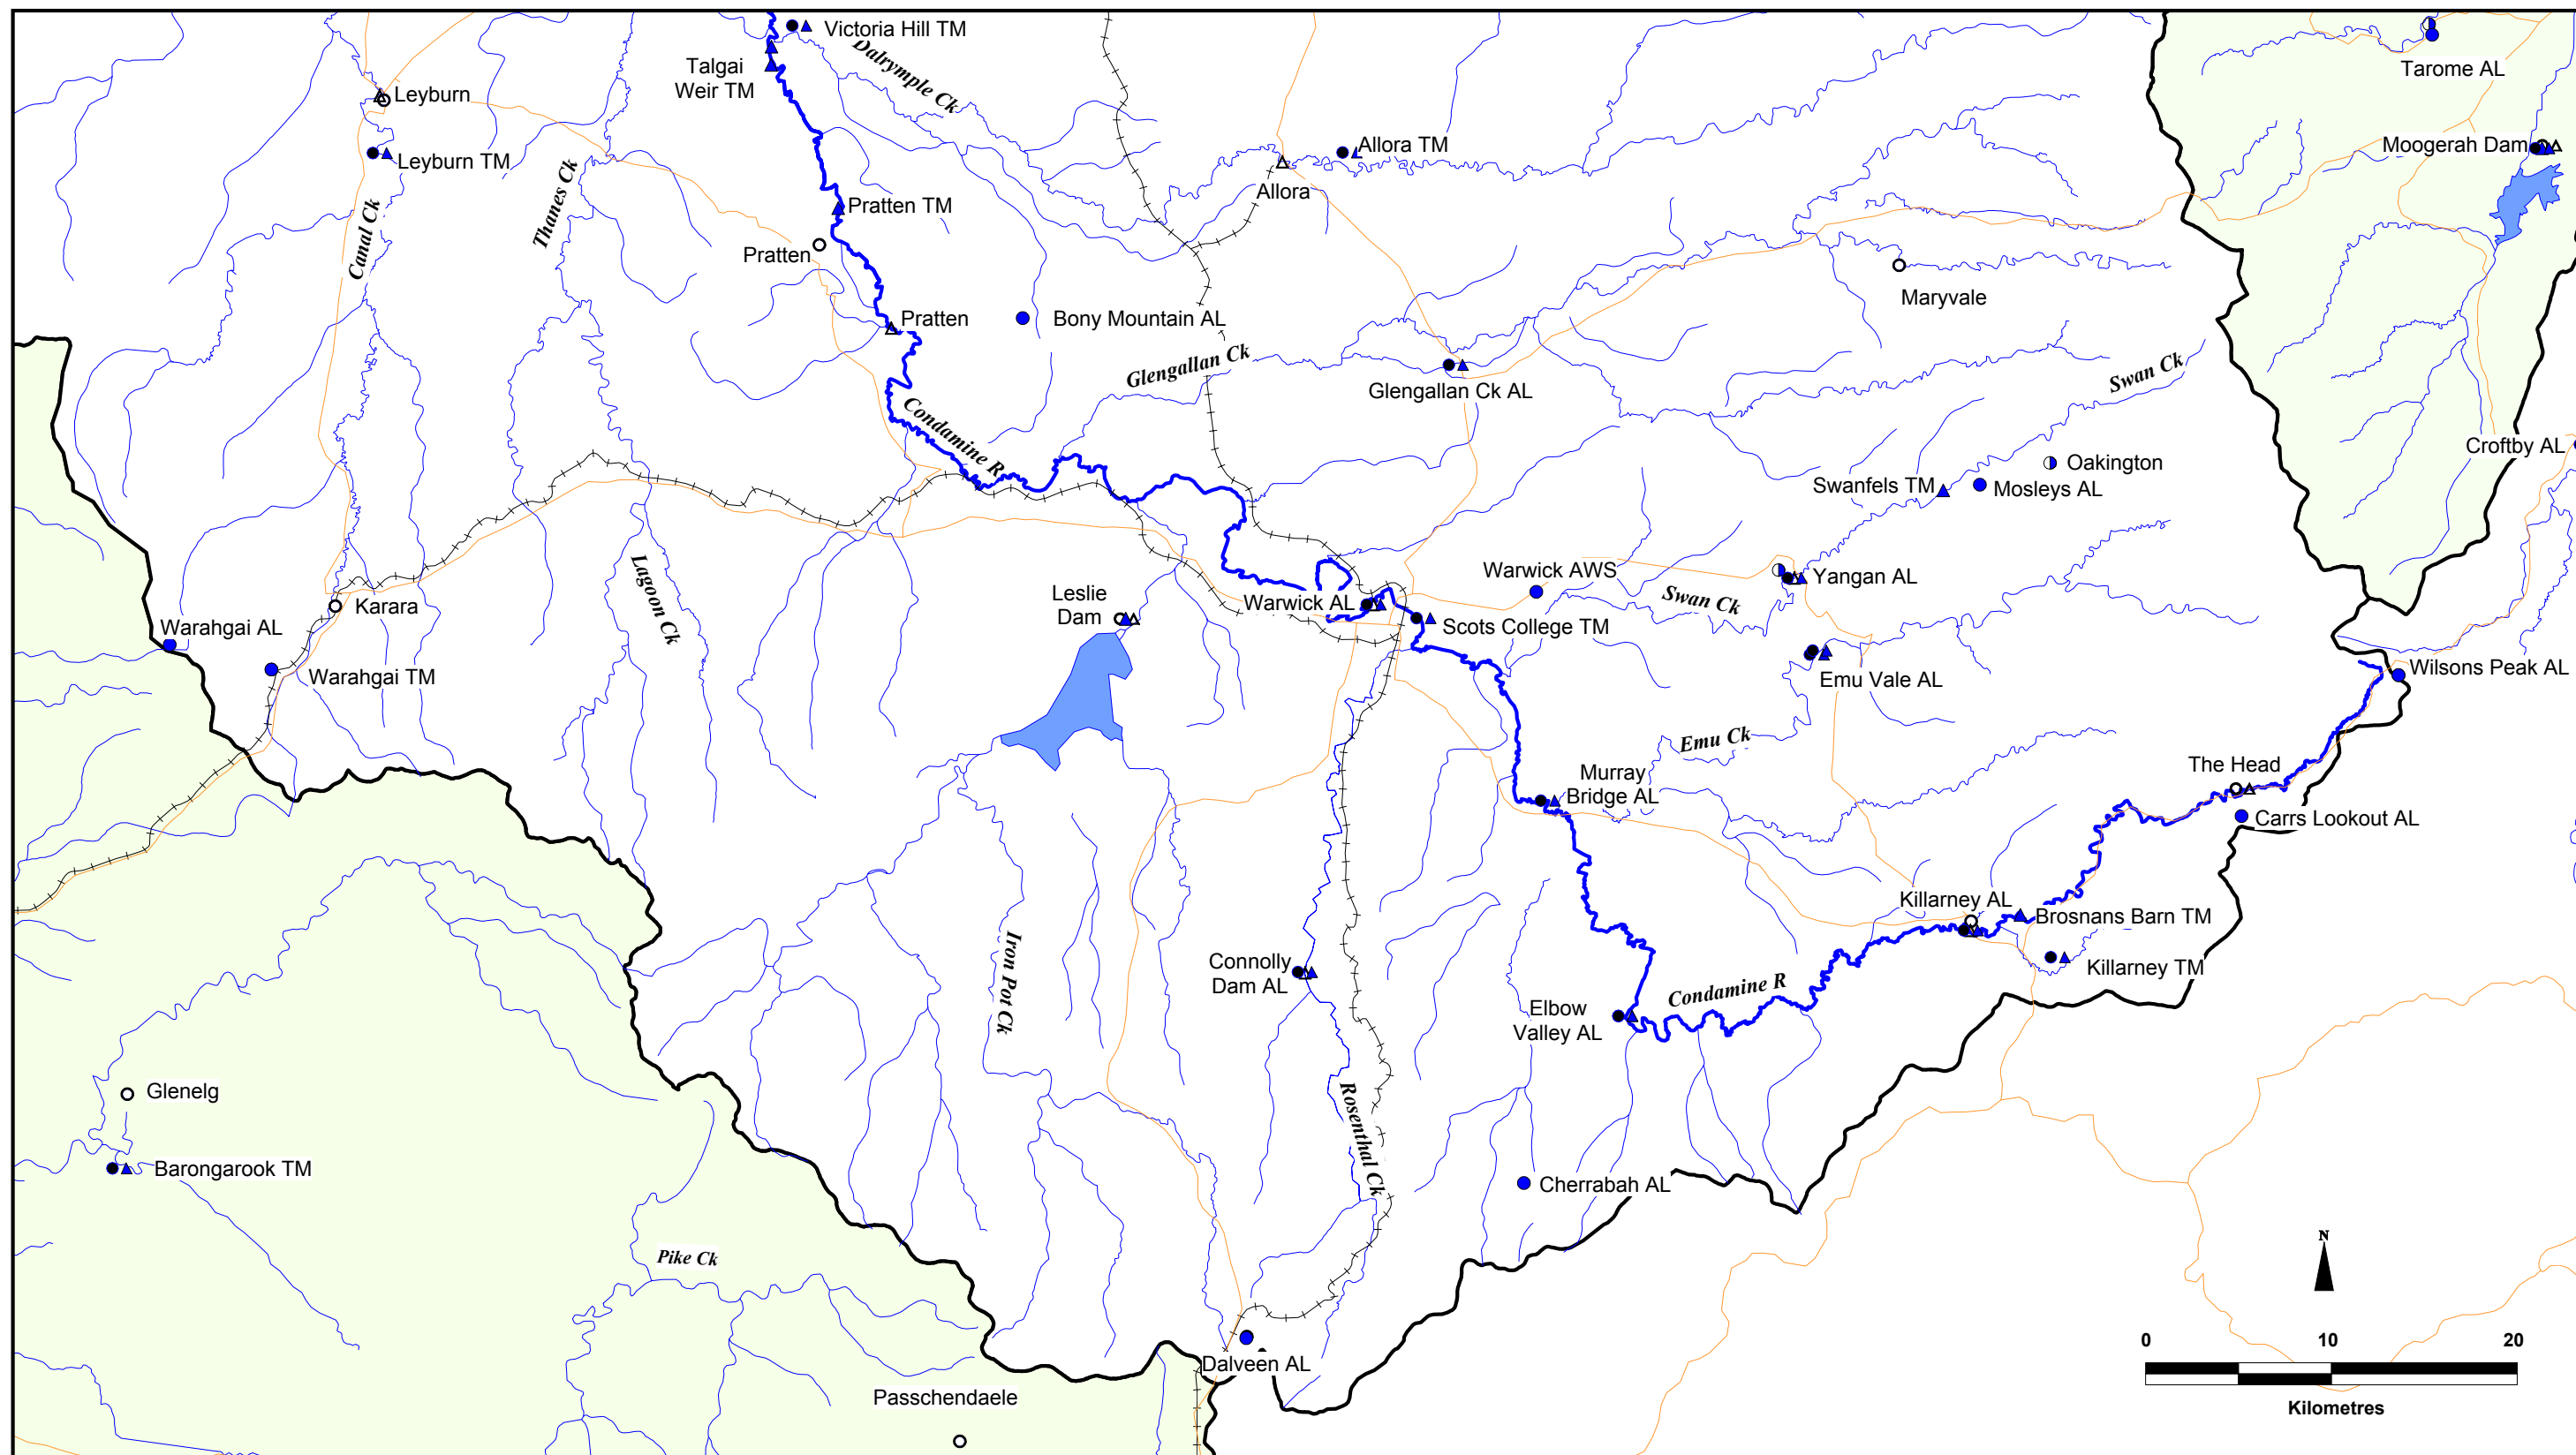 Victoria Hill TM
Dalrymple Ck
Talgai
Weir TM
Tarome AL
Leyburn
Leyburn TM
Allora TM
Moogerah Dam
Allora
Thanes Ck
Canal Ck
Pratten TM
Pratten
Maryvale
Pratten
Bony Mountain AL
Glengallan Ck
Glengallan Ck AL
Swan Ck
Condamine R
Croftby AL
Oakington
Swanfels TM
Mosleys AL
Lagoon Ck
Warwick AWS
Yangan AL
Leslie
Dam
Warwick AL
Swan Ck
Karara
Warahgai AL
Scots College TM
Warahgai TM
Emu Vale AL
Wilsons Peak AL
Emu Ck
The Head
Murray
Bridge AL
Carrs Lookout AL
Killarney AL
Brosnans Barn TM
Iron Pot Ck
Connolly
Dam AL
Killarney TM
Condamine R
Elbow
Valley AL
Glenelg
Rosenthal Ck
Barongarook TM
Cherrabah AL
Pike Ck
N
Dalveen AL
0 10 20
Kilometres
Passchendaele